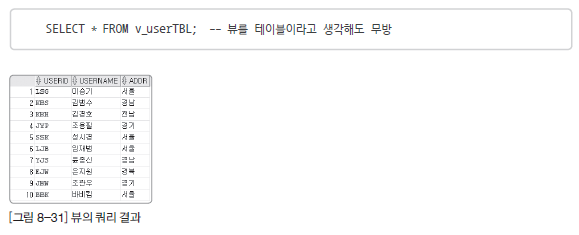 SELECT * FROM v_userTBL; -- 뷰를 테이블이라고 생각해도 무방
USERID USERNAME ADDR
1 LSG 이승기 서울
2 KBS 김범수 경남
3 KKH 김경호 전남
4 JYP 조용필 경기
5 SSK 성시경 서울
6 LJB 임재범 서울
7 YJS 윤종신 경남
8 EJW 은지원 경북
9 JKW 조관우 경기
10 BBK 바비킴 서울
[그림 8-31] 뷰의 쿼리 결과